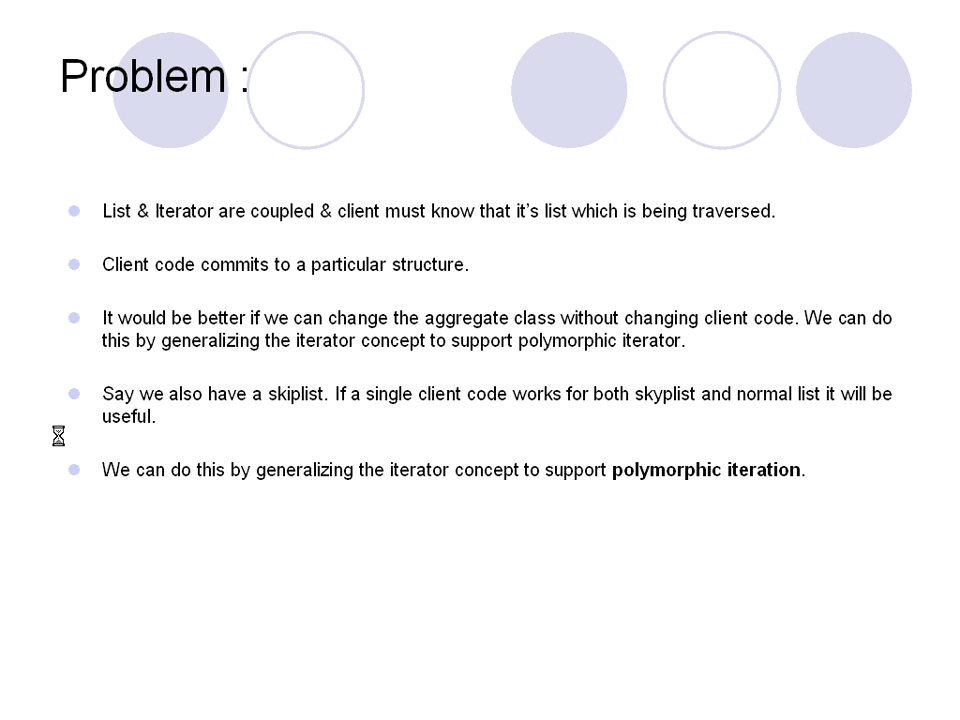 Problem :
List & Iterator are coupled & client must know that it’s list which is being traversed.
Client code commits to a particular structure.
It would be better if we can change the aggregate class without changing client code. We can do
this by generalizing the iterator concept to support polymorphic iterator.
Say we also have a skiplist. If a single client code works for both skyplist and normal list it will be
useful.
We can do this by generalizing the iterator concept to support polymorphic iteration.